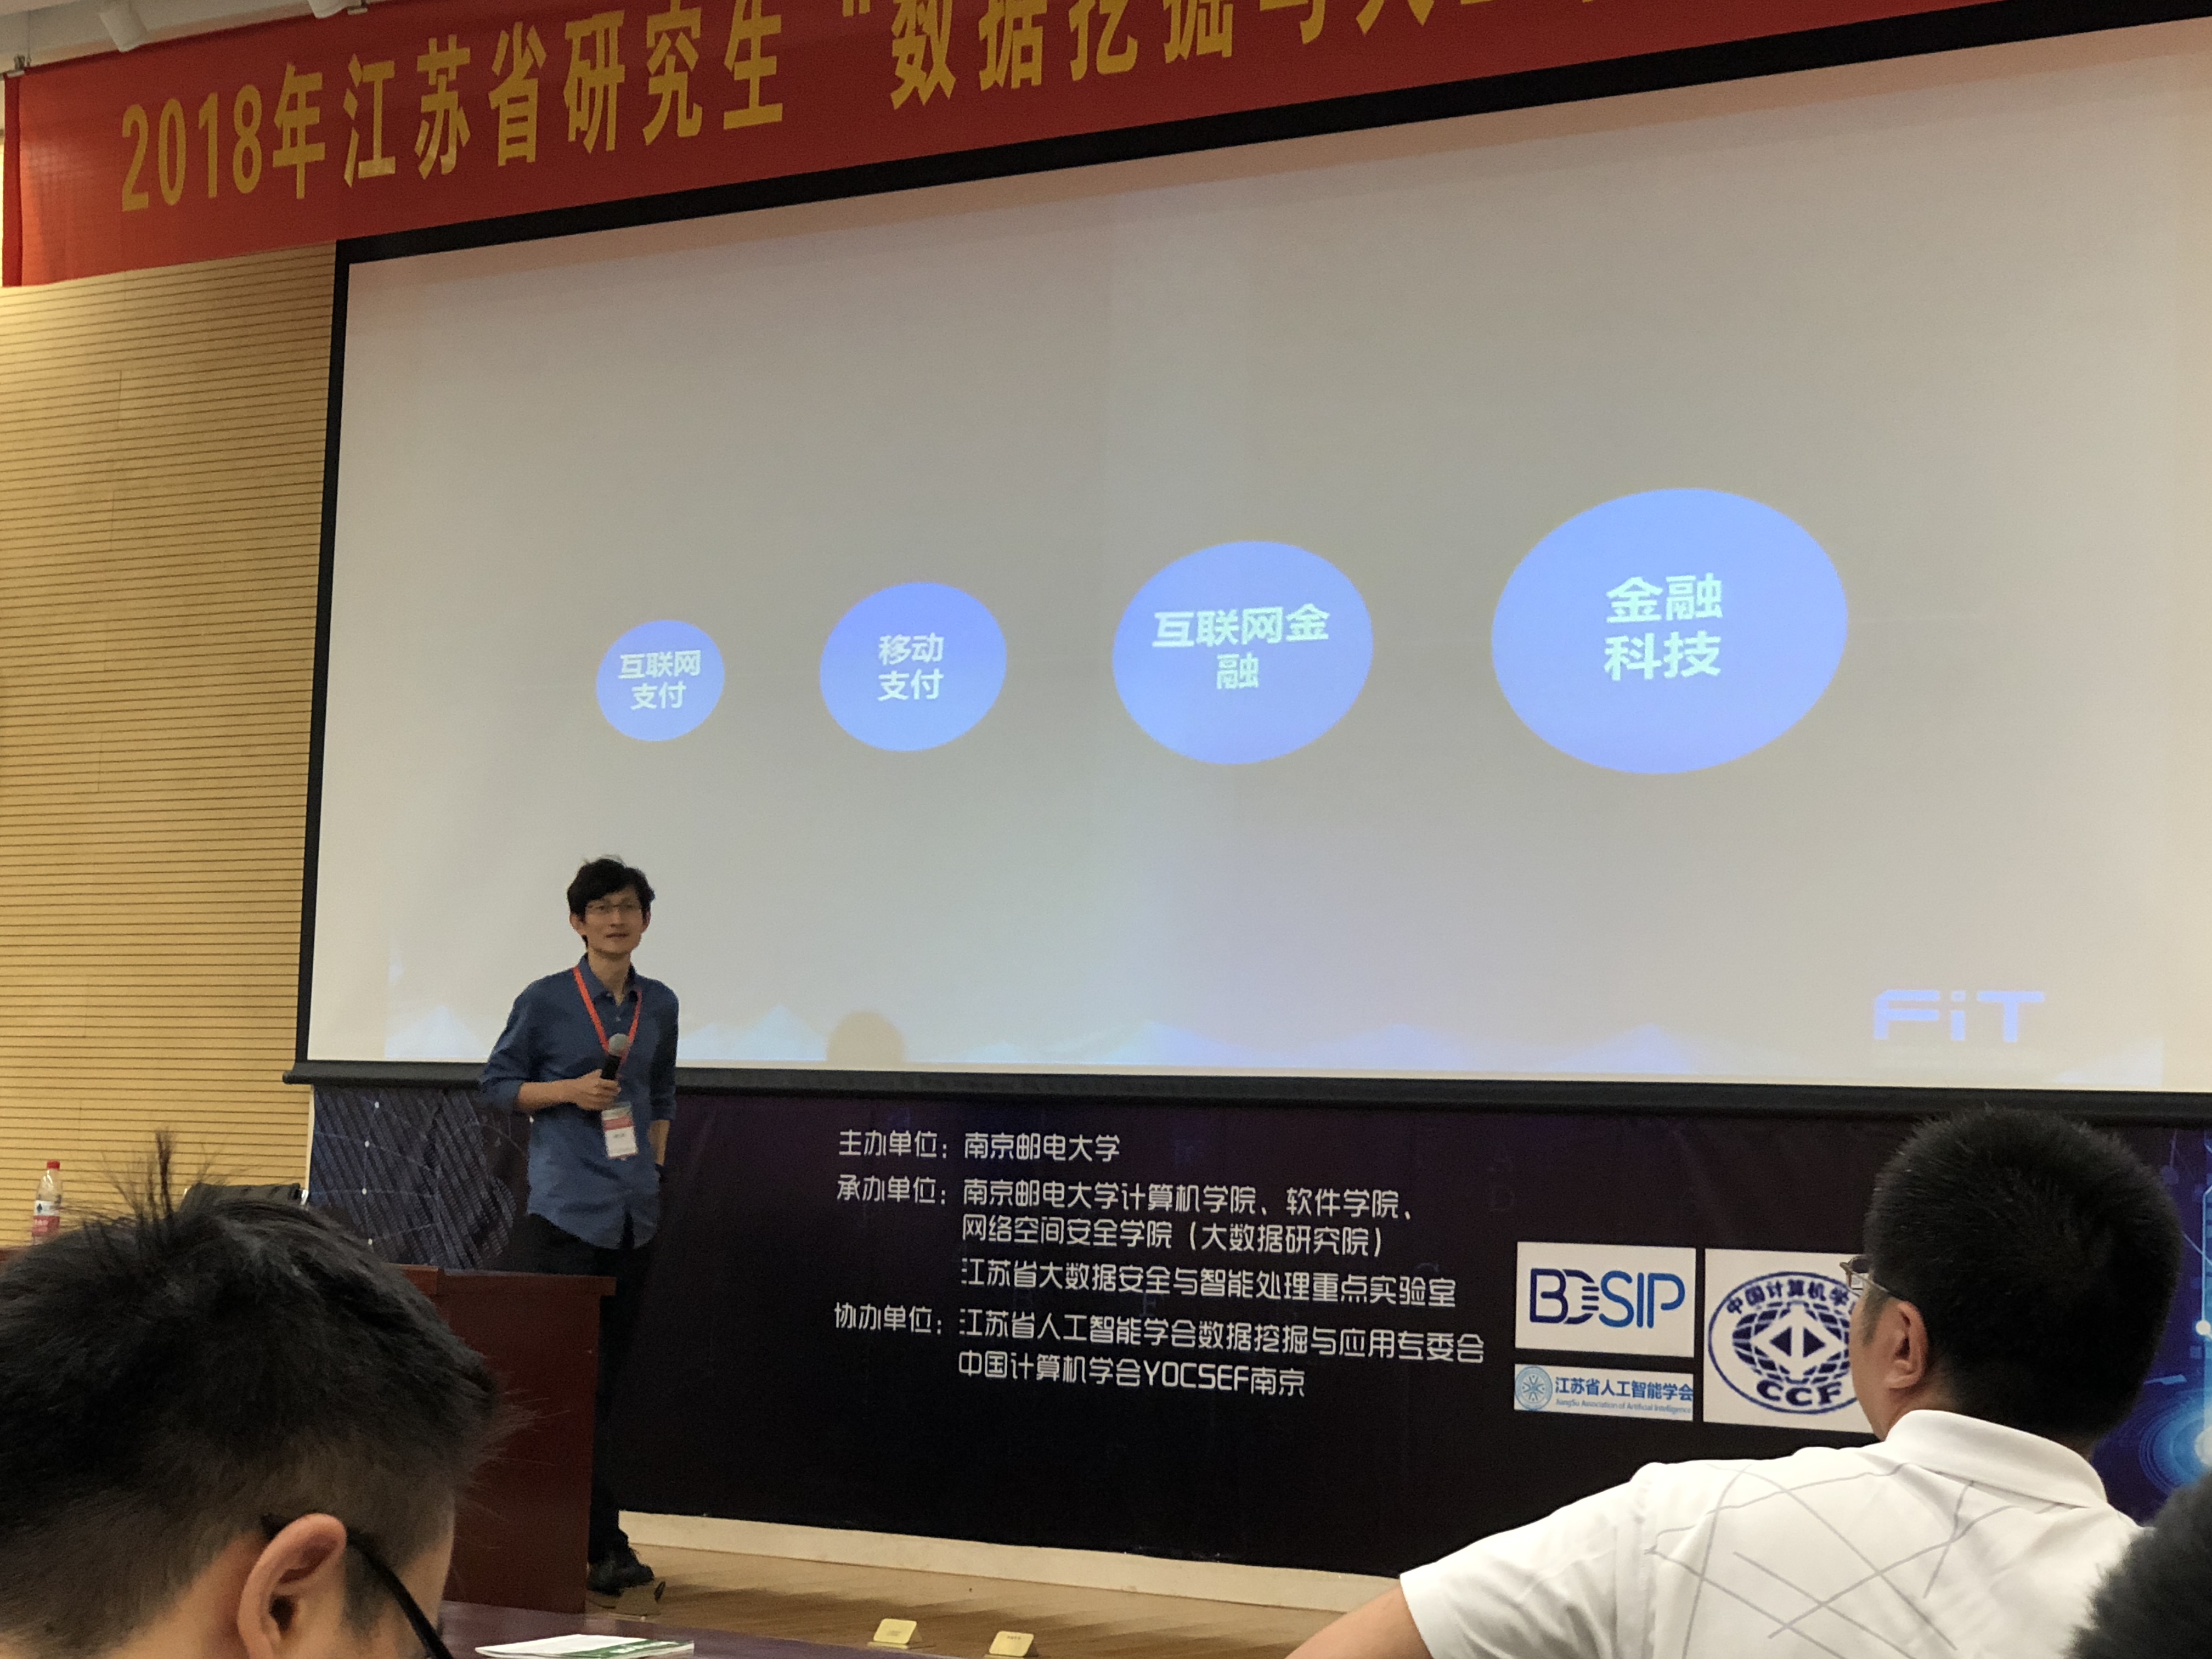 2018年江苏省研究生“数据挖掘与
互联网
支付
移动
支付
互联网金
融
金融
科技
FiT
主办单位：南京邮电大学
承办单位：南京邮电大学计算机学院、软件学院、
网络空间安全学院（大数据研究院）
江苏省大数据安全与智能处理重点实验室
协办单位：江苏省人工智能学会数据挖掘与应用专委会
中国计算机学会YOCSEF南京
BDSIP
江苏省人工智能学会
JiangSu Association of Artificial Intelligence
中国计算机学
CCF